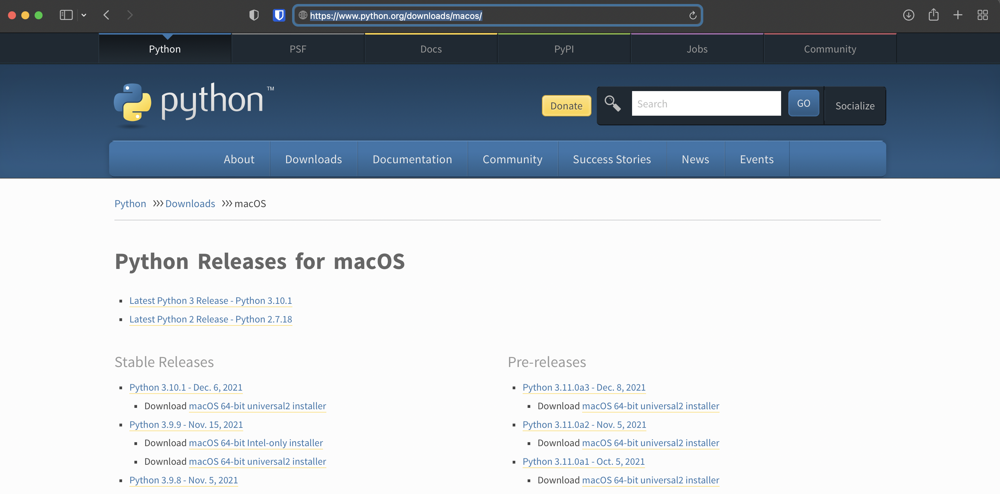 https://www.python.org/downloads/macos/
Python PSF Docs PyPI Jobs Community
python TM
Donate Search GO Socialize
About Downloads Documentation Community Success Stories News Events
Python >>> Downloads >>> macOS
Python Releases for macOS
Latest Python 3 Release - Python 3.10.1
Latest Python 2 Release - Python 2.7.18
Stable Releases
Python 3.10.1 - Dec. 6, 2021
Download macOS 64-bit universal2 installer
Python 3.9.9 - Nov. 15, 2021
Download macOS 64-bit Intel-only installer
Download macOS 64-bit universal2 installer
Python 3.9.8 - Nov. 5, 2021
Pre-releases
Python 3.11.0a3 - Dec. 8, 2021
Download macOS 64-bit universal2 installer
Python 3.11.0a2 - Nov. 5, 2021
Download macOS 64-bit universal2 installer
Python 3.11.0a1 - Oct. 5, 2021
Download macOS 64-bit universal2 installer